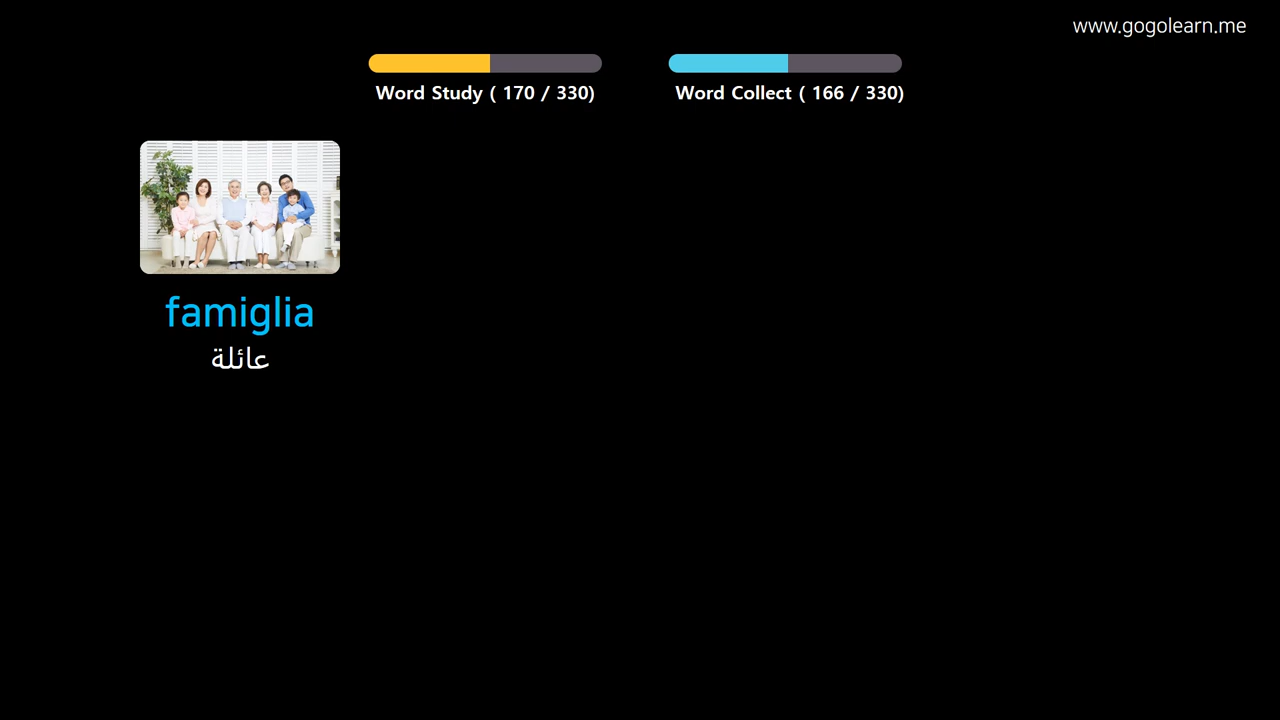 www.gogolearn.me
Word Study ( 170 / 330)
Word Collect ( 166 / 330)
famiglia
عائلة